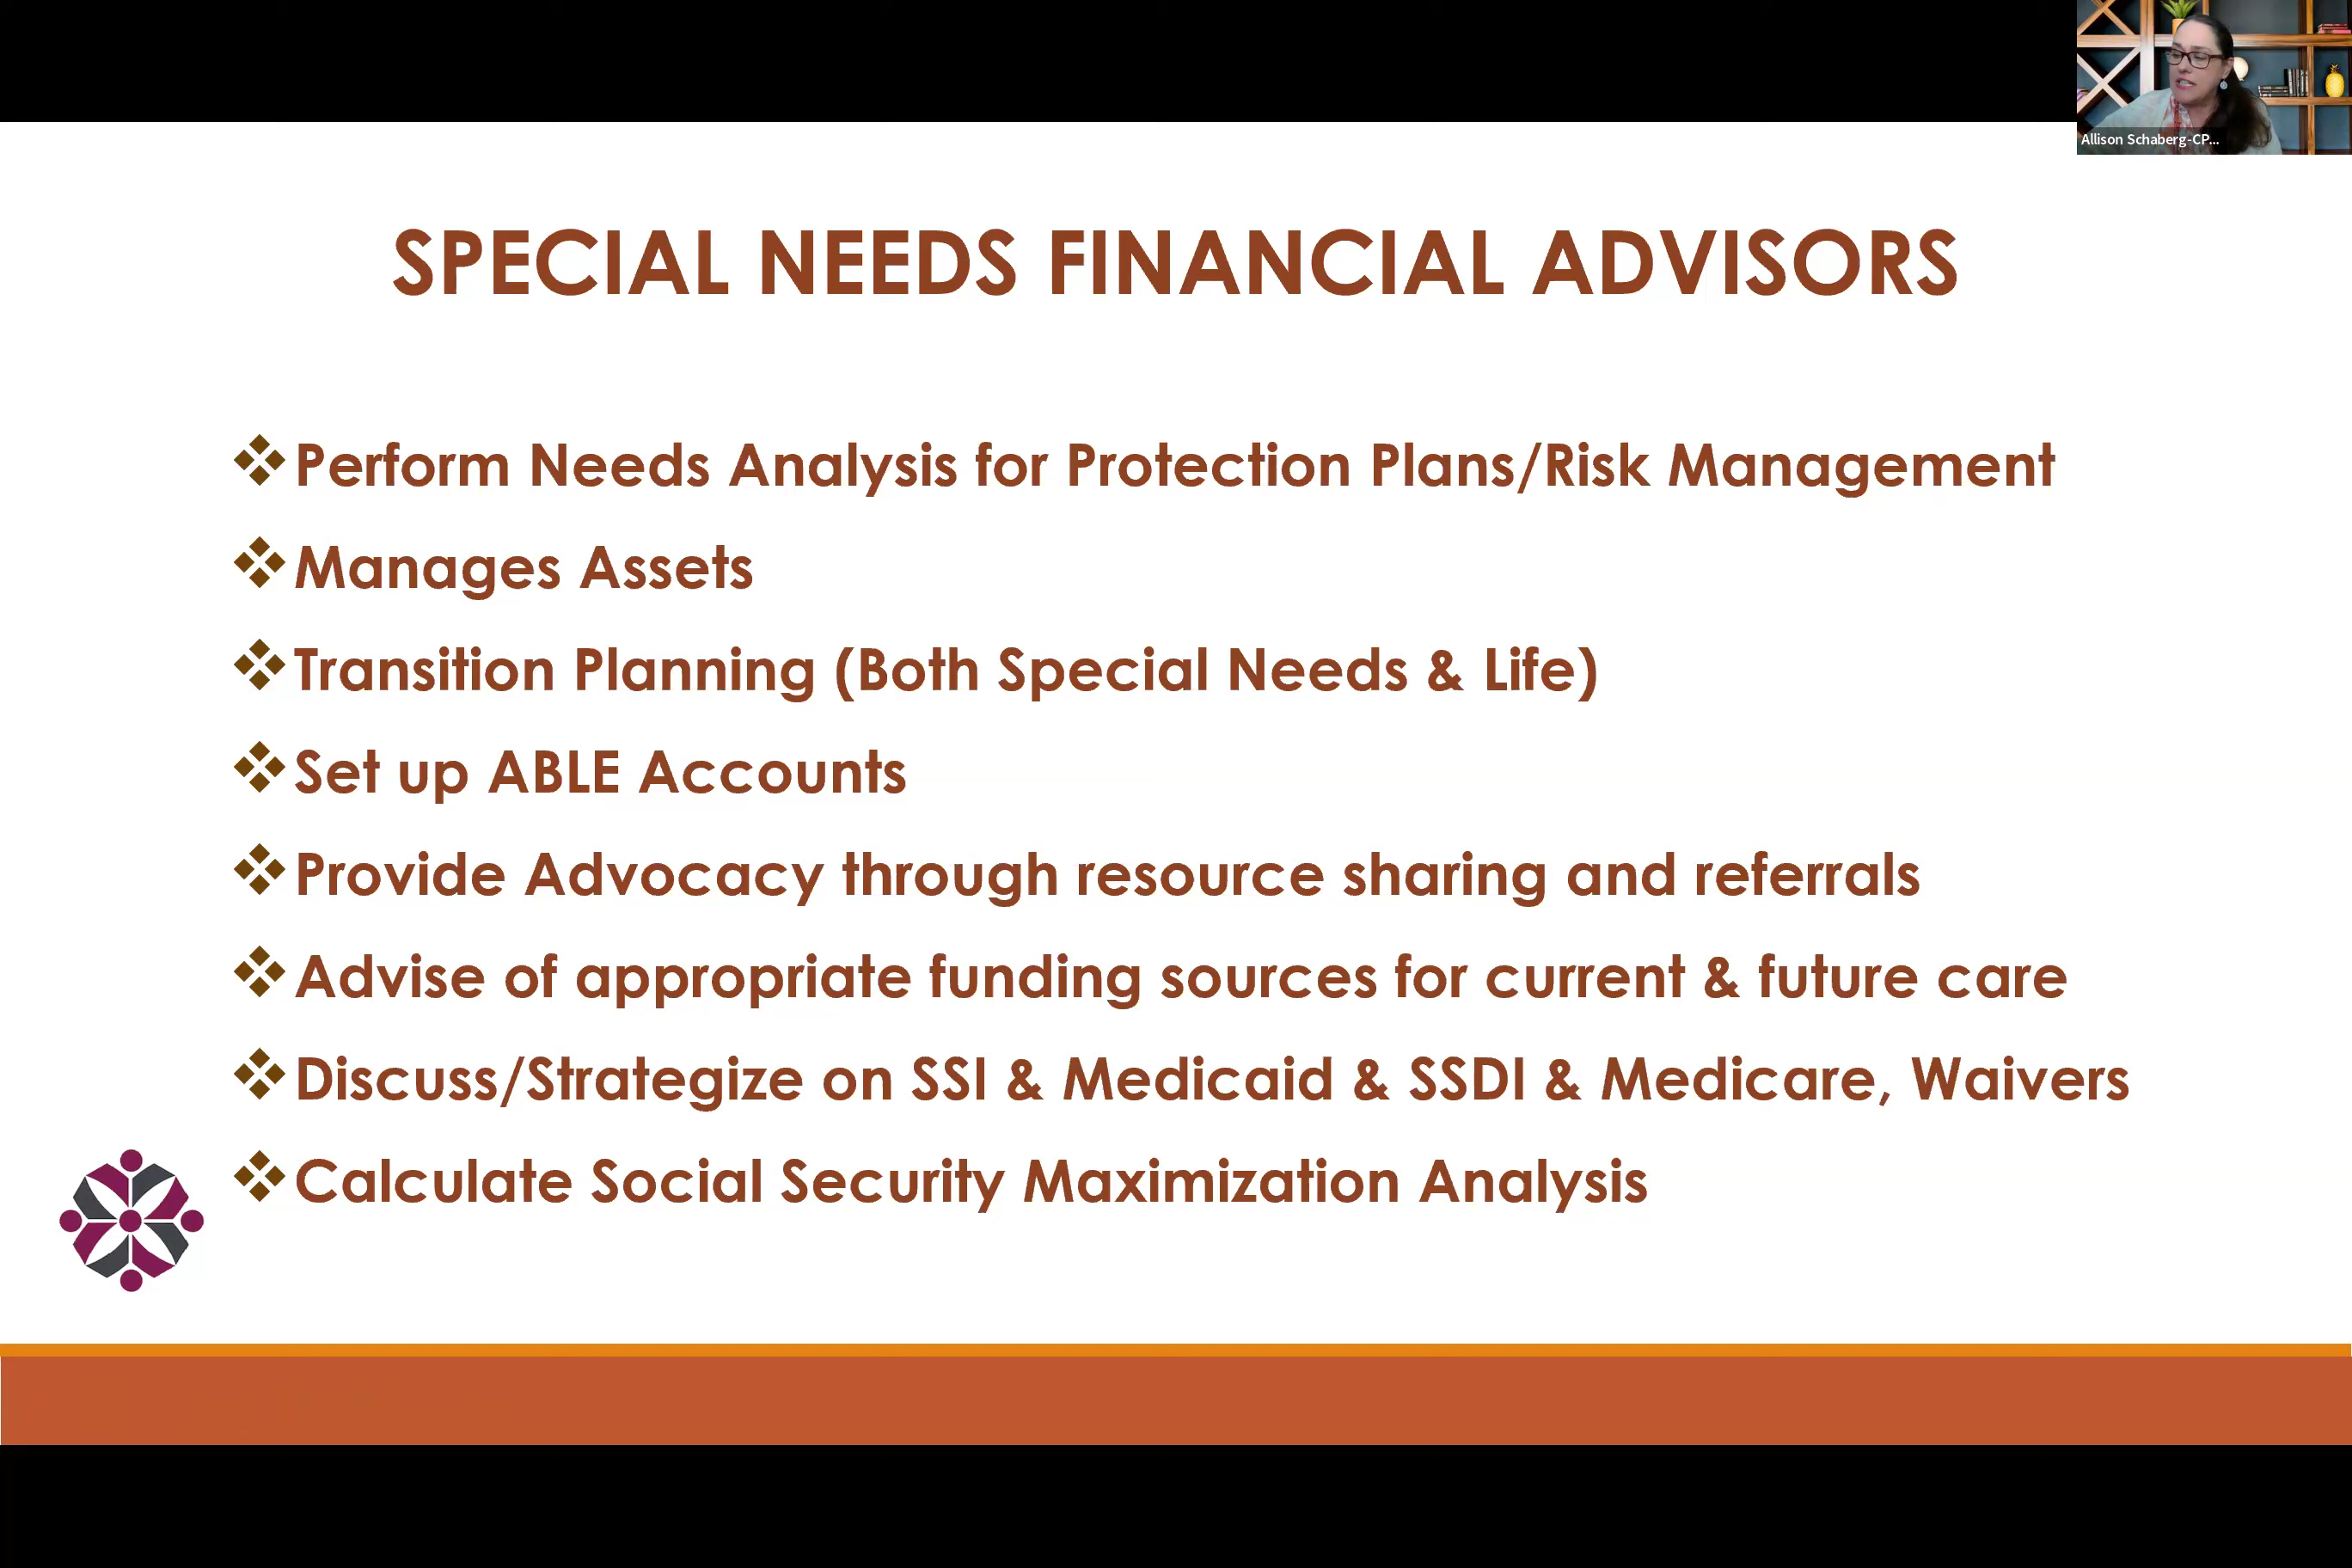 Allison Schaberg-CP...
SPECIAL NEEDS FINANCIAL ADVISORS
Perform Needs Analysis for Protection Plans/Risk Management
Manages Assets
Transition Planning (Both Special Needs & Life)
Set up ABLE Accounts
Provide Advocacy through resource sharing and referrals
Advise of appropriate funding sources for current & future care
Discuss/Strategize on SSI & Medicaid & SSDI & Medicare, Waivers
Calculate Social Security Maximization Analysis